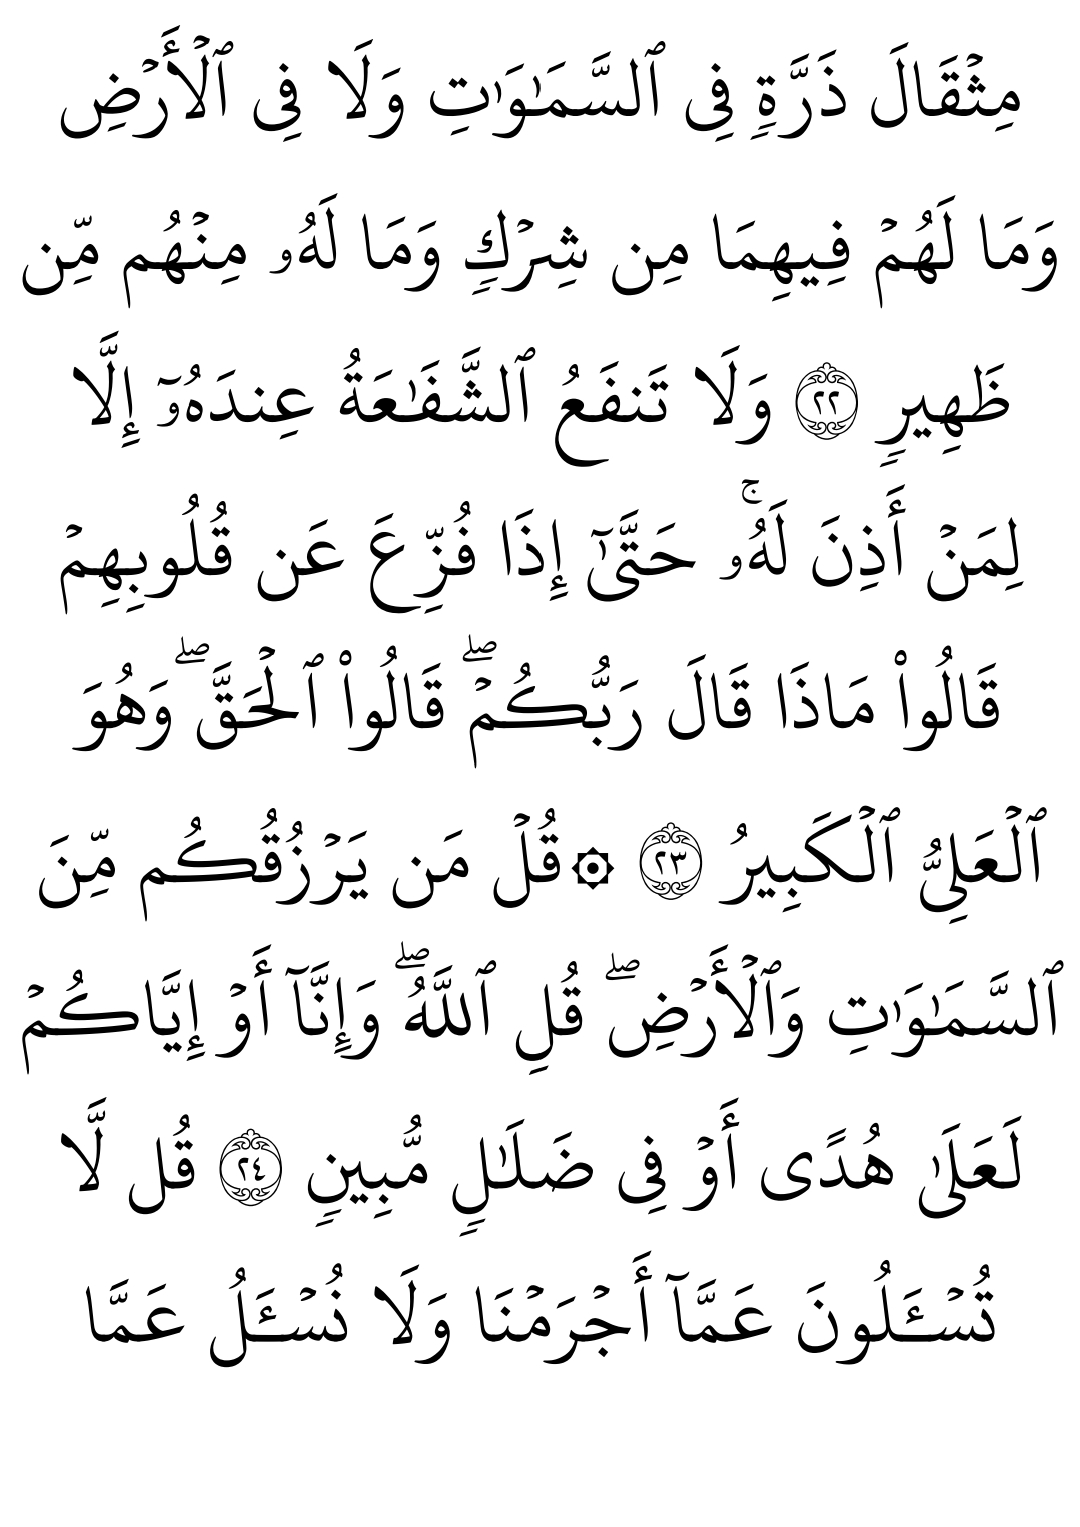 مِثۡقَالَ ذَرَّةٖ فِي ٱلسَّمَٰوَٰتِ وَلَا فِي ٱلۡأَرۡضِ
وَمَا لَهُمۡ فِيهِمَا مِن شِرۡكٖ وَمَا لَهُۥ مِنۡهُم مِّن
ظَهِيرٖ ٢٢ وَلَا تَنفَعُ ٱلشَّفَٰعَةُ عِندَهُۥٓ إِلَّا
لِمَنۡ أَذِنَ لَهُۥۚ حَتَّىٰٓ إِذَا فُزِّعَ عَن قُلُوبِهِمۡ
قَالُواْ مَاذَا قَالَ رَبُّكُمۡۖ قَالُواْ ٱلۡحَقَّۖ وَهُوَ
ٱلۡعَلِيُّ ٱلۡكَبِيرُ ٢٣ ۞قُلۡ مَن يَرۡزُقُكُم مِّنَ
ٱلسَّمَٰوَٰتِ وَٱلۡأَرۡضِۖ قُلِ ٱللَّهُۖ وَإِنَّآ أَوۡ إِيَّاكُمۡ
لَعَلَىٰ هُدًى أَوۡ فِي ضَلَٰلٖ مُّبِينٖ ٢٤ قُل لَّا
تُسۡـَٔلُونَ عَمَّآ أَجۡرَمۡنَا وَلَا نُسۡـَٔلُ عَمَّا